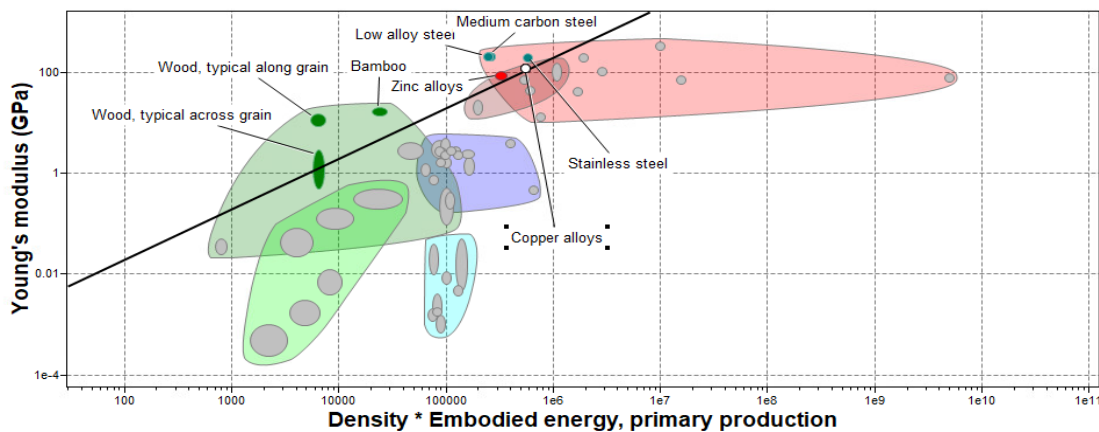 Medium carbon steel
Low alloy steel
Wood, typical along grain
Bamboo
Zinc alloys
Wood, typical across grain
Stainless steel
Copper alloys
Young's modulus (GPa)
100
1
0.01
1e-4
100
1000
10000
100000
1e6
1e7
1e8
1e9
1e10
1e11
Density * Embodied energy, primary production